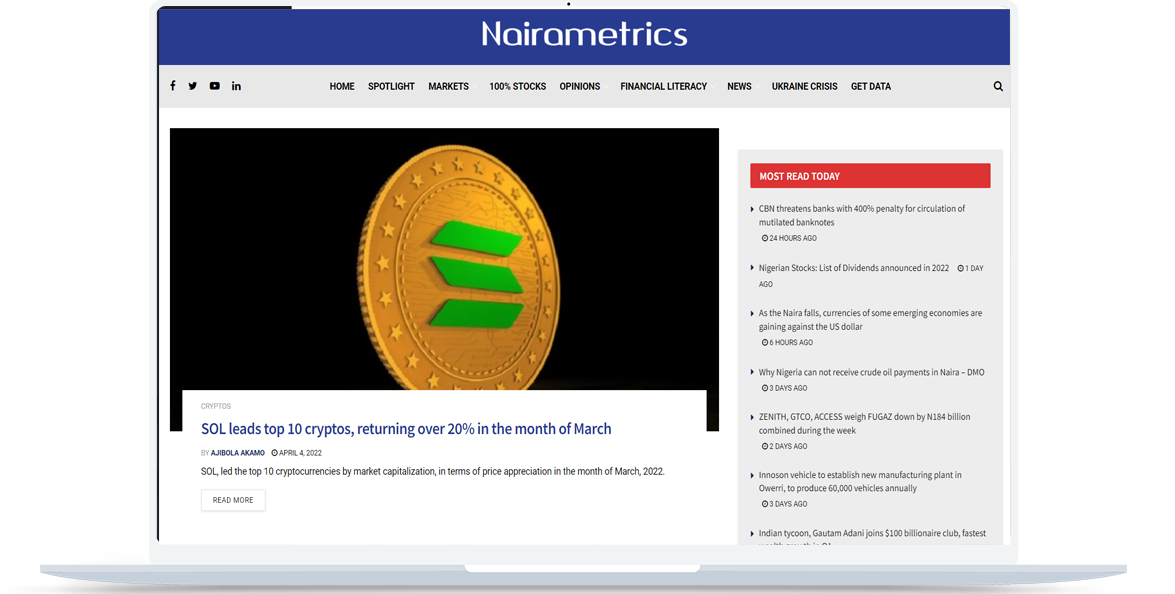 Nairametrics
HOME SPOTLIGHT MARKETS 100% STOCKS OPINIONS FINANCIAL LITERACY NEWS UKRAINE CRISIS GET DATA
CRYPTOS
SOL leads top 10 cryptos, returning over 20% in the month of March
BY AJIBOLA AKAMO APRIL 4, 2022
SOL, led the top 10 cryptocurrencies by market capitalization, in terms of price appreciation in the month of March, 2022.
READ MORE
MOST READ TODAY
CBN threatens banks with 400% penalty for circulation of
mutilated banknotes
24 HOURS AGO
Nigerian Stocks: List of Dividends announced in 2022 1 DAY
AGO
As the Naira falls, currencies of some emerging economies are
gaining against the US dollar
6 HOURS AGO
Why Nigeria can not receive crude oil payments in Naira – DMO
3 DAYS AGO
ZENITH, GTCO, ACCESS weigh FUGAZ down by N184 billion
combined during the week
2 DAYS AGO
Innoson vehicle to establish new manufacturing plant in
Owerri, to produce 60,000 vehicles annually
3 DAYS AGO
Indian tycoon, Gautam Adani joins $100 billionaire club, fastest